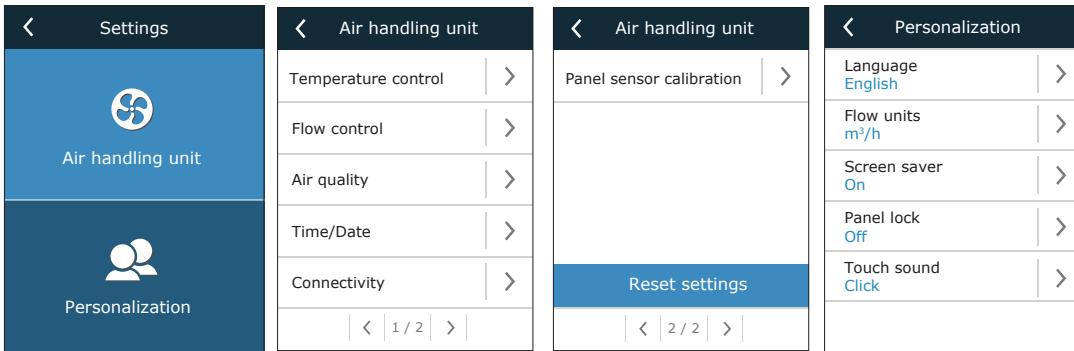 Settings
Air handling unit
Personalization
Air handling unit
Temperature control
Flow control
Air quality
Time/Date
Connectivity
1 / 2
Air handling unit
Panel sensor calibration
Reset settings
2 / 2
Personalization
Language
English
Flow units
m³/h
Screen saver
On
Panel lock
Off
Touch sound
Click